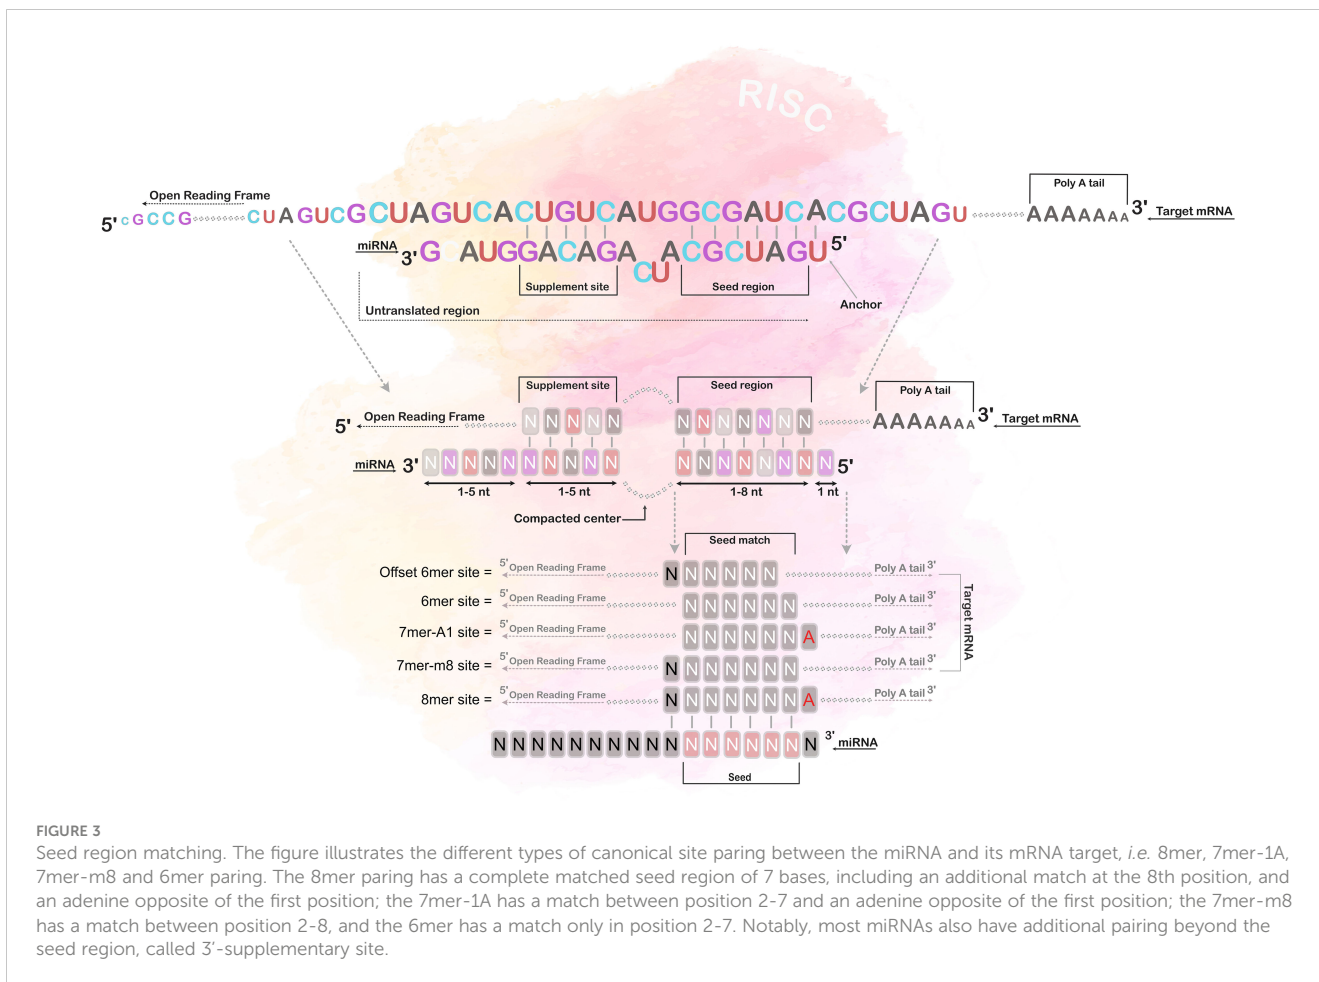 RISC
Open Reading Frame
Poly A tail
5' CGCCG CUAGUCGCUAGUCACUGUCAUGGCGAUCACGCUAGU AAAAAAA 3' Target mRNA
miRNA 3' G AUGGACAGACUACGCUAGU 5'
Supplement site
Seed region
Anchor
Untranslated region
Supplement site
Seed region
Poly A tail
5' Open Reading Frame NNNNN NNNNNNN AAAAAAA 3' Target mRNA
miRNA 3' NNNNNNNNNN NNNNNNNN 5'
1-5 nt 1-5 nt 1-8 nt 1 nt
Compacted center
Seed match
Offset 6mer site = 5' Open Reading Frame NNNNNN Poly A tail 3'
6mer site = 5' Open Reading Frame NNNNNN Poly A tail 3'
7mer-A1 site = 5' Open Reading Frame NNNNNNA Poly A tail 3'
7mer-m8 site = 5' Open Reading Frame NNNNNNN Poly A tail 3'
8mer site = 5' Open Reading Frame NNNNNNNA Poly A tail 3'
Target mRNA
NNNNNNNNNNNNNNNNN 3' miRNA
Seed
FIGURE 3
Seed region matching. The figure illustrates the different types of canonical site paring between the miRNA and its mRNA target, i.e. 8mer, 7mer-1A,
7mer-m8 and 6mer paring. The 8mer paring has a complete matched seed region of 7 bases, including an additional match at the 8th position, and
an adenine opposite of the first position; the 7mer-1A has a match between position 2-7 and an adenine opposite of the first position; the 7mer-m8
has a match between position 2-8, and the 6mer has a match only in position 2-7. Notably, most miRNAs also have additional pairing beyond the
seed region, called 3’-supplementary site.